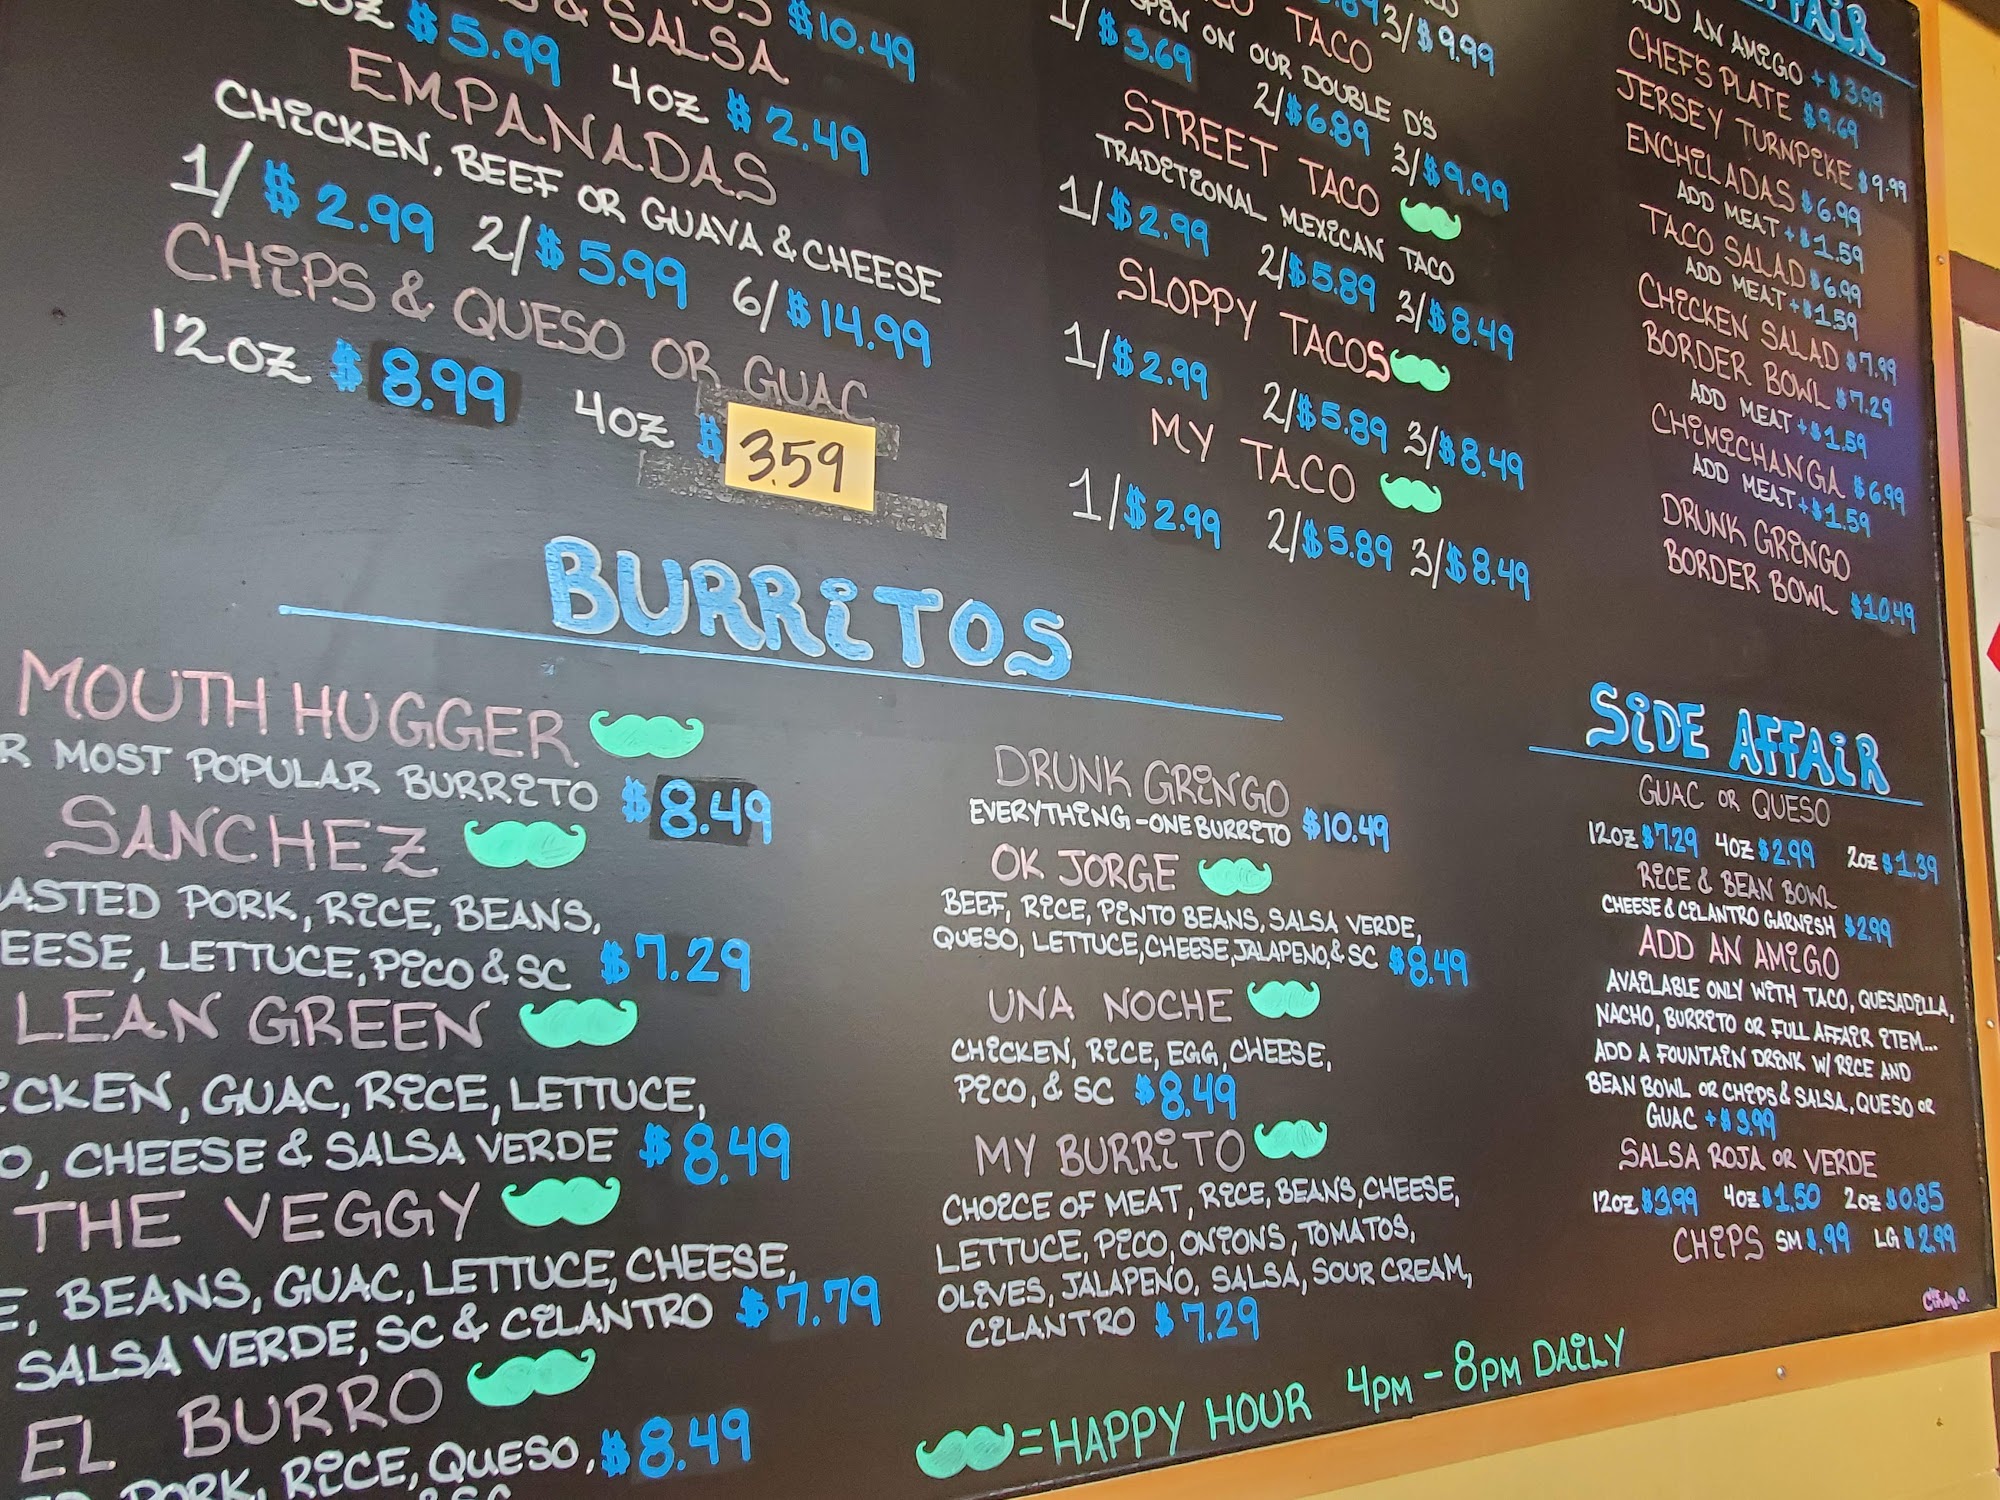 $10.49
& SALSA
$5.99 4OZ $2.49
EMPANADAS
CHICKEN, BEEF OR GUAVA & CHEESE
1/$2.99 2/$5.99 6/$14.99
CHIPS & QUESO OR GUAC
12OZ $8.99 4OZ $3.59
TACO 3/$9.99
1/$3.69
ON OUR DOUBLE D'S
2/$6.89 3/$9.99
STREET TACO
TRADITIONAL MEXICAN TACO
1/$2.99 2/$5.89 3/$8.49
SLOPPY TACOS
1/$2.99 2/$5.89 3/$8.49
MY TACO
1/$2.99 2/$5.89 3/$8.49
AFFAIR
ADD AN AMIGO +$3.99
CHEF'S PLATE $9.69
JERSEY TURNPIKE $9.99
ENCHILADAS $6.99
ADD MEAT +$1.59
TACO SALAD $6.99
ADD MEAT +$1.59
CHICKEN SALAD $7.99
BORDER BOWL $7.29
ADD MEAT +$1.59
CHIMICHANGA $6.99
ADD MEAT +$1.59
DRUNK GRINGO
BORDER BOWL $10.49
BURRITOS
MOUTH HUGGER
MOST POPULAR BURRITO $8.49
SANCHEZ
PORK, RICE, BEANS,
LETTUCE, PICO & SC $7.29
LEAN GREEN
GUAC, RICE, LETTUCE,
CHEESE & SALSA VERDE $8.49
THE VEGGY
BEANS, GUAC, LETTUCE, CHEESE,
SALSA VERDE, SC & CILANTRO $7.79
EL BURRO
PORK, RICE, QUESO, $8.49
& SC
DRUNK GRINGO
EVERYTHING-ONE BURRITO $10.49
OK JORGE
BEEF, RICE, PINTO BEANS, SALSA VERDE,
QUESO, LETTUCE, CHEESE, JALAPENO, & SC $8.49
UNA NOCHE
CHICKEN, RICE, EGG, CHEESE,
PICO, & SC $8.49
MY BURRITO
CHOICE OF MEAT, RICE, BEANS, CHEESE,
LETTUCE, PICO, ONIONS, TOMATOS,
OLIVES, JALAPENO, SALSA, SOUR CREAM,
CILANTRO $7.29
SIDE AFFAIR
GUAC OR QUESO
12OZ $7.29 4OZ $2.99 2OZ $1.39
RICE & BEAN BOWL
CHEESE & CILANTRO GARNISH $2.99
ADD AN AMIGO
AVAILABLE ONLY WITH TACO, QUESADILLA,
NACHO, BURRITO OR FULL AFFAIR ITEM...
ADD A FOUNTAIN DRINK W/ RICE AND
BEAN BOWL OR CHIPS & SALSA, QUESO OR
GUAC +$3.99
SALSA ROJA OR VERDE
12OZ $3.99 4OZ $1.50 2OZ $0.85
CHIPS SM $.99 LG $2.99
Cindy O.
=HAPPY HOUR 4PM - 8PM DAILY